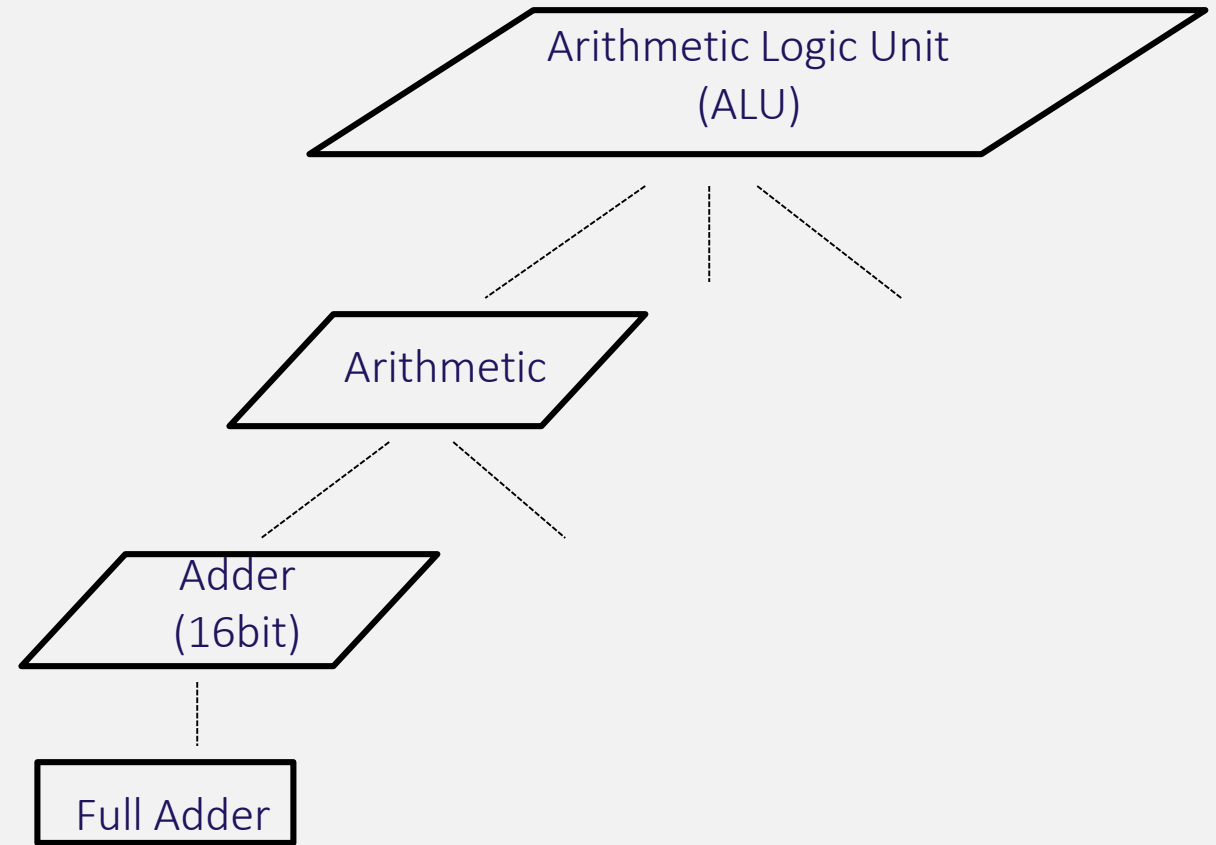 Arithmetic Logic Unit
(ALU)
Arithmetic
Adder
(16bit)
Full Adder